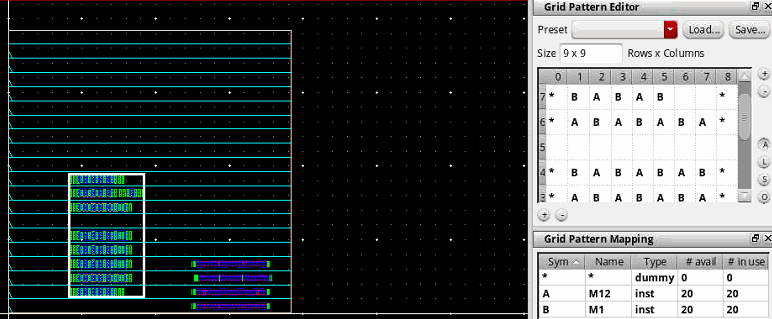 Grid Pattern Editor
Preset Load... Save...
Size 9 x 9 Rows x Columns
0 1 2 3 4 5 6 7 8
7 * B A B A B *
6 * A B A B A B A *
5
4 * B A B A B A B *
3 * A B A B A B A *
+
-
A
L
S
O
+ -
Grid Pattern Mapping
Sym Name Type # avail # in use
* * dummy 0 0
A M12 inst 20 20
B M1 inst 20 20